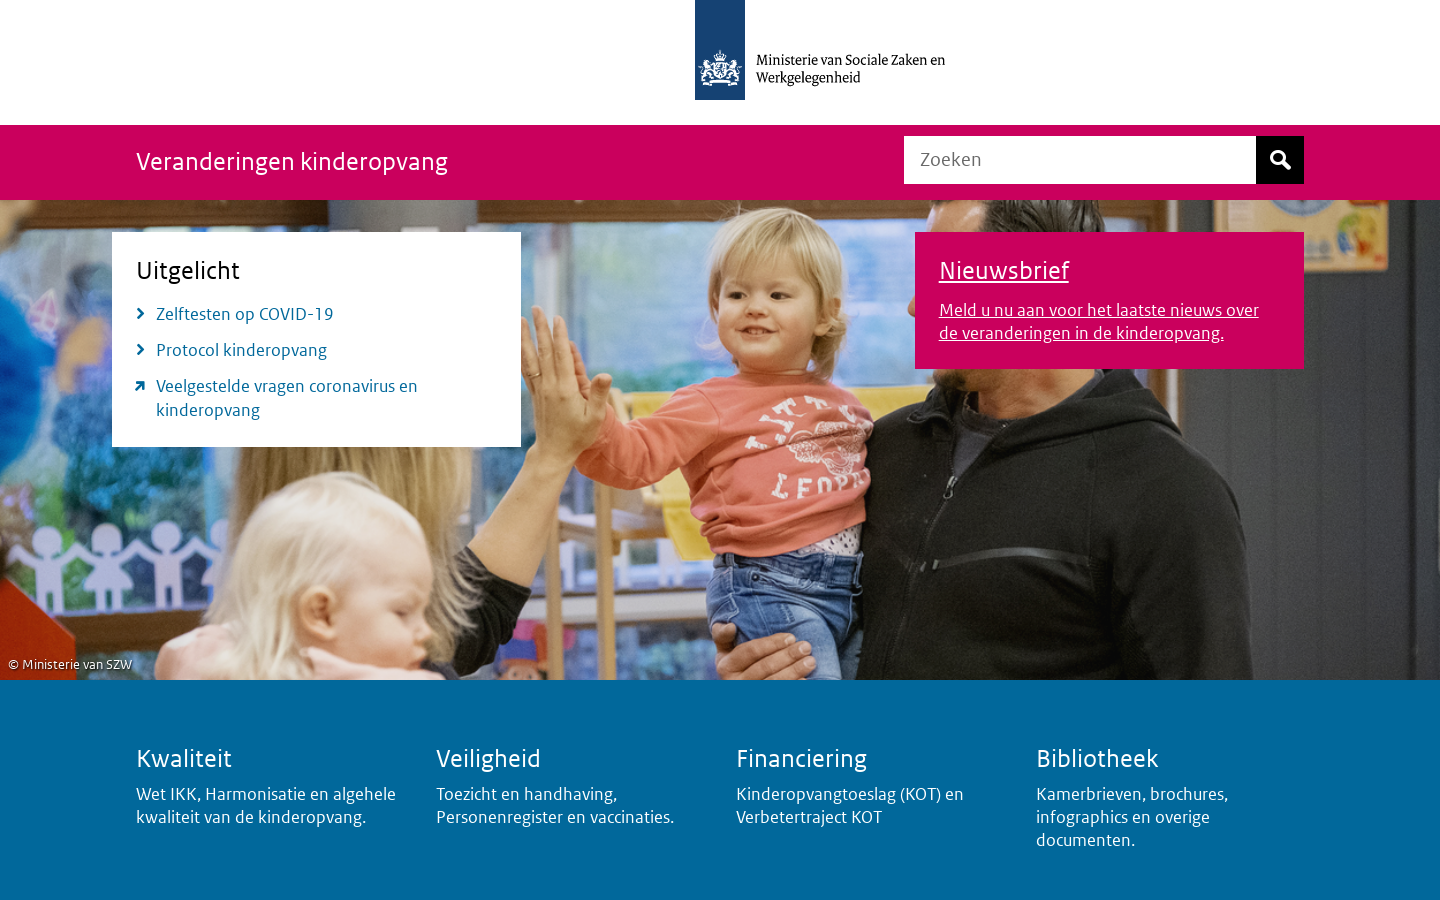 Ministerie van Sociale Zaken en
Werkgelegenheid
Veranderingen kinderopvang
Zoeken
Uitgelicht
Zelftesten op COVID-19
Protocol kinderopvang
Veelgestelde vragen coronavirus en
kinderopvang
Nieuwsbrief
Meld u nu aan voor het laatste nieuws over
de veranderingen in de kinderopvang.
© Ministerie van SZW
Kwaliteit
Wet IKK, Harmonisatie en algehele
kwaliteit van de kinderopvang.
Veiligheid
Toezicht en handhaving,
Personenregister en vaccinaties.
Financiering
Kinderopvangtoeslag (KOT) en
Verbetertraject KOT
Bibliotheek
Kamerbrieven, brochures,
infographics en overige
documenten.